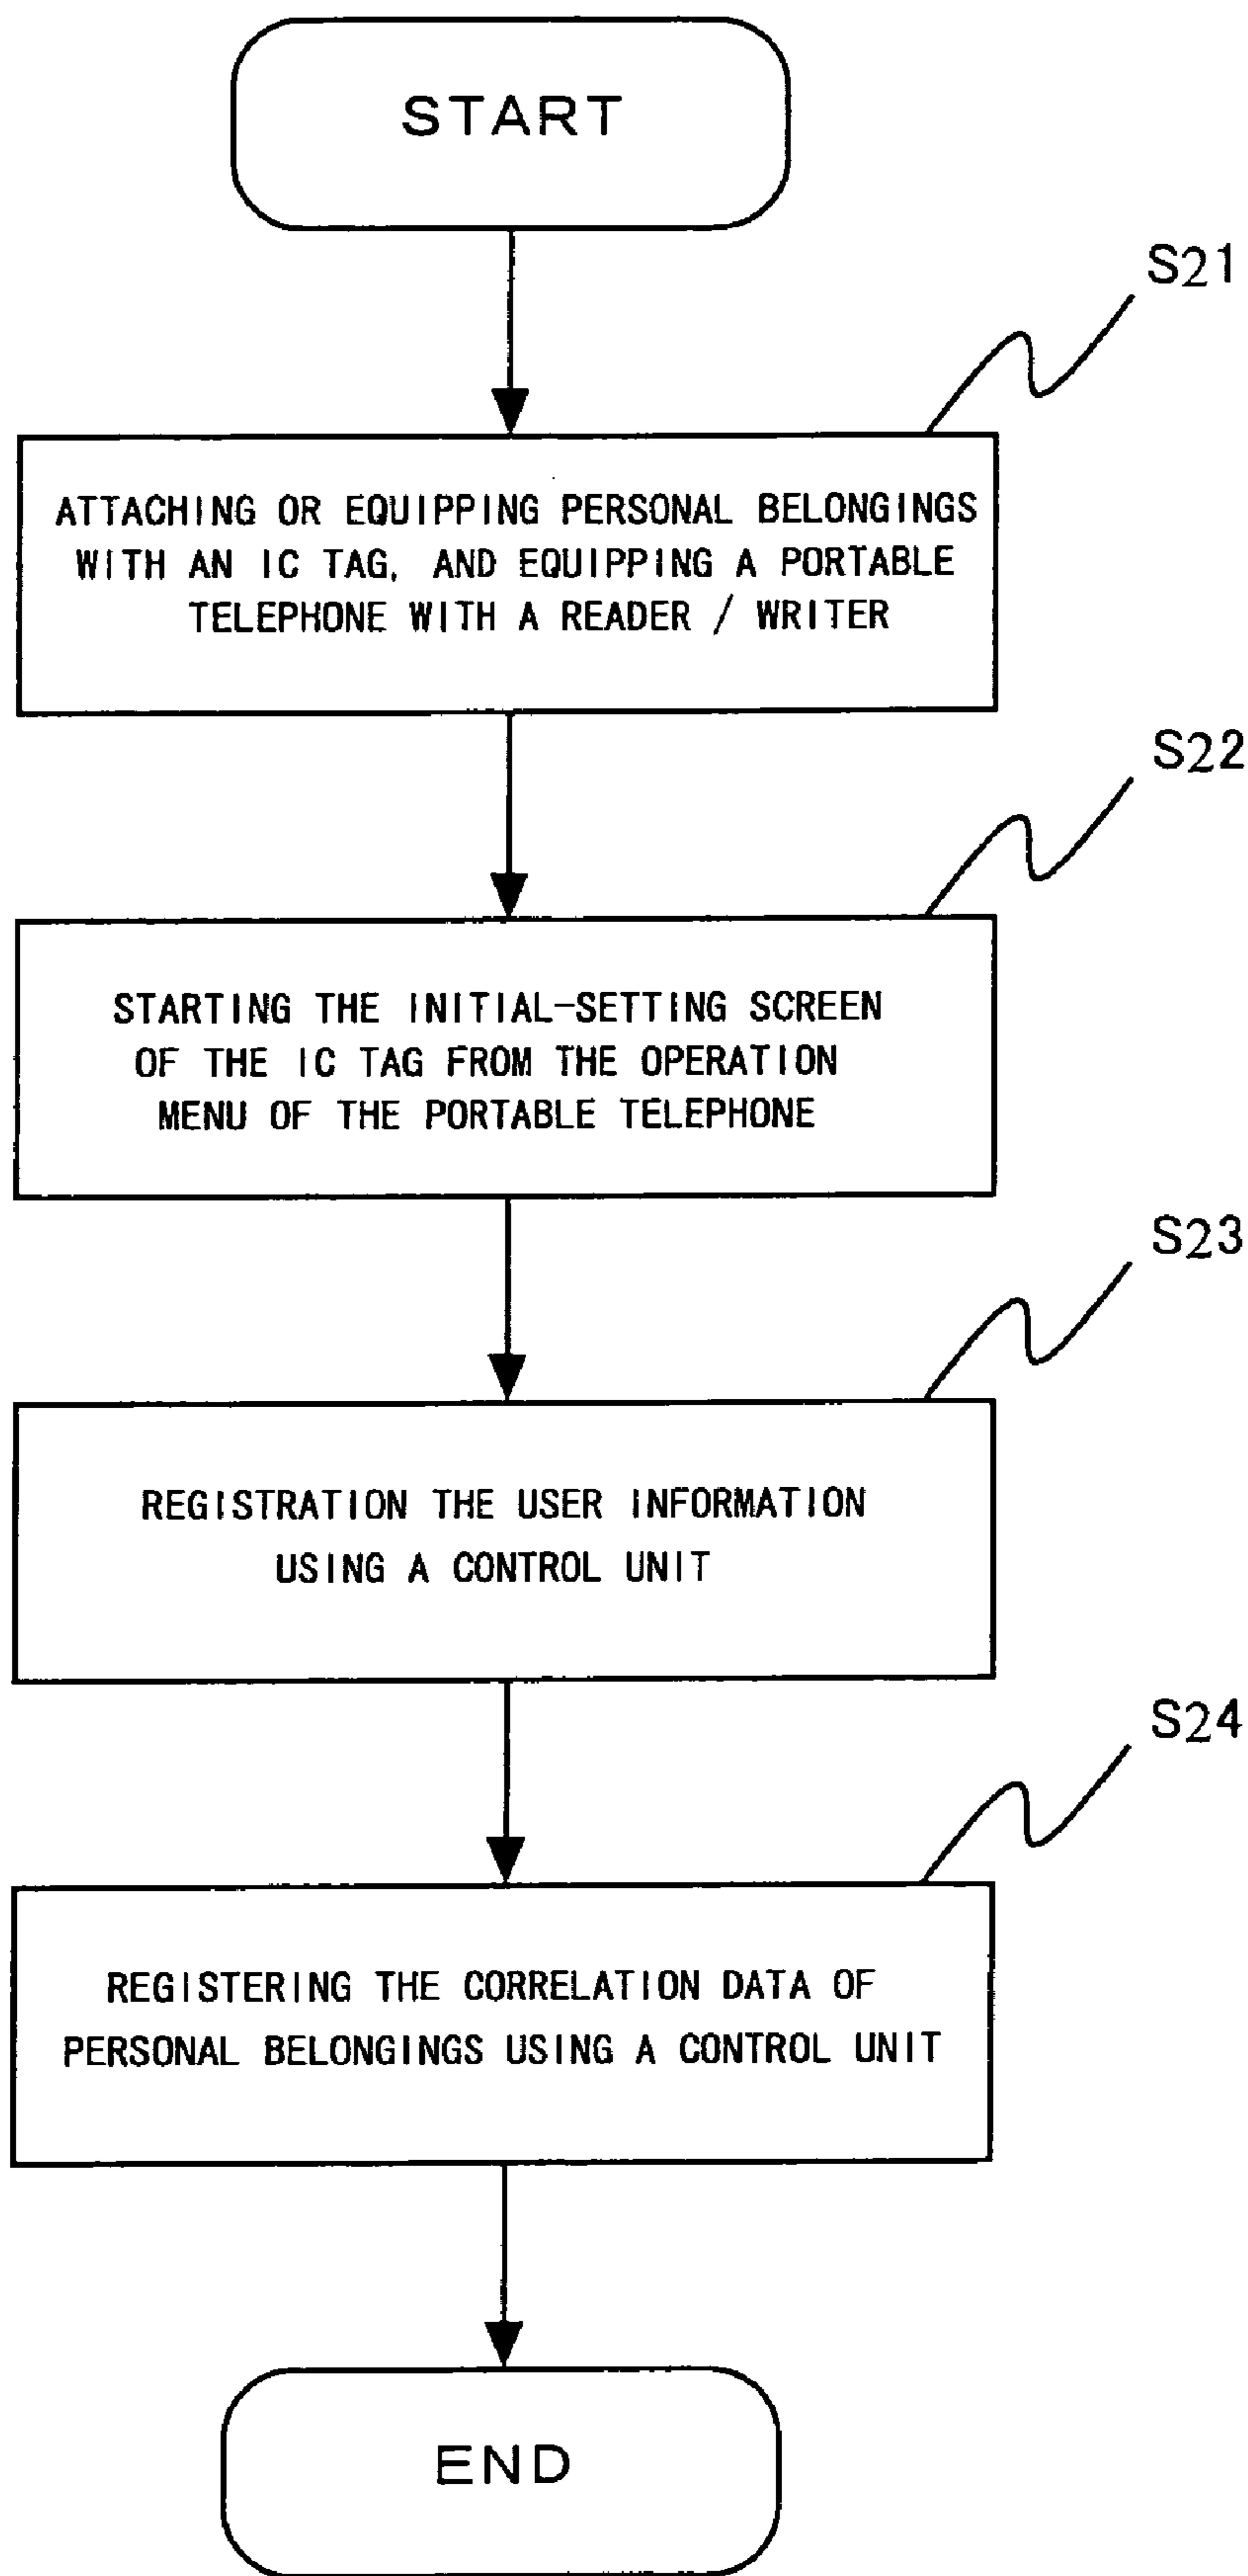 START
S21
ATTACHING OR EQUIPPING PERSONAL BELONGINGS
WITH AN IC TAG, AND EQUIPPING A PORTABLE
TELEPHONE WITH A READER / WRITER
S22
STARTING THE INITIAL-SETTING SCREEN
OF THE IC TAG FROM THE OPERATION
MENU OF THE PORTABLE TELEPHONE
S23
REGISTRATION THE USER INFORMATION
USING A CONTROL UNIT
S24
REGISTERING THE CORRELATION DATA OF
PERSONAL BELONGINGS USING A CONTROL UNIT
END